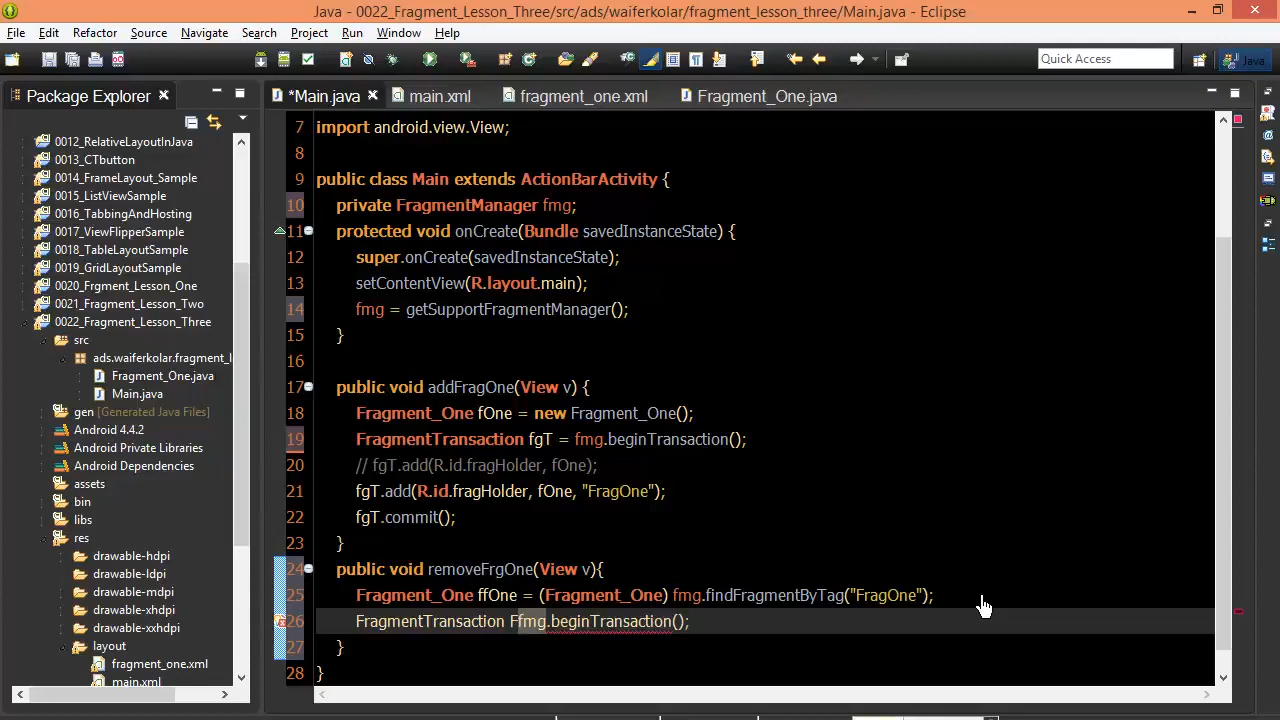 Java - 0022_Fragment_Lesson_Three/src/ads/waiferkolar/fragment_lesson_three/Main.java - Eclipse
File Edit Refactor Source Navigate Search Project Run Window Help
Quick Access
Java
Package Explorer
*Main.java main.xml fragment_one.xml Fragment_One.java
0012_RelativeLayoutInJava
0013_CTbutton
0014_FrameLayout_Sample
0015_ListViewSample
0016_TabbingAndHosting
0017_ViewFlipperSample
0018_TableLayoutSample
0019_GridLayoutSample
0020_Frgment_Lesson_One
0021_Fragment_Lesson_Two
0022_Fragment_Lesson_Three
src
ads.waiferkolar.fragment_l
Fragment_One.java
Main.java
gen [Generated Java Files]
Android 4.4.2
Android Private Libraries
Android Dependencies
assets
bin
libs
res
drawable-hdpi
drawable-ldpi
drawable-mdpi
drawable-xhdpi
drawable-xxhdpi
layout
fragment_one.xml
main.xml
7 import android.view.View;
8
9 public class Main extends ActionBarActivity {
10 private FragmentManager fmg;
11 protected void onCreate(Bundle savedInstanceState) {
12 super.onCreate(savedInstanceState);
13 setContentView(R.layout.main);
14 fmg = getSupportFragmentManager();
15 }
16
17 public void addFragOne(View v) {
18 Fragment_One fOne = new Fragment_One();
19 FragmentTransaction fgT = fmg.beginTransaction();
20 // fgT.add(R.id.fragHolder, fOne);
21 fgT.add(R.id.fragHolder, fOne, "FragOne");
22 fgT.commit();
23 }
24 public void removeFrgOne(View v){
25 Fragment_One ffOne = (Fragment_One) fmg.findFragmentByTag("FragOne");
26 FragmentTransaction Ffmg.beginTransaction();
27 }
28 }